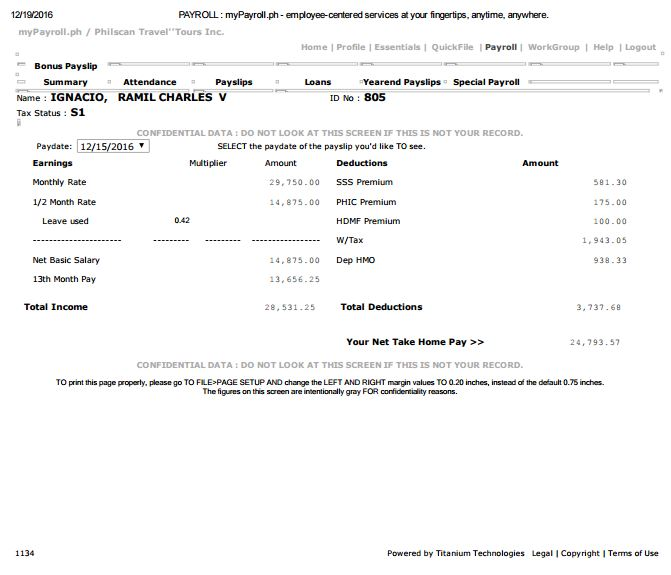 12/19/2016 PAYROLL : myPayroll.ph - employee-centered services at your fingertips, anytime, anywhere.
myPayroll.ph / Philscan Travel''Tours Inc.
Home | Profile | Essentials | QuickFile | Payroll | WorkGroup | Help | Logout
Bonus Payslip
Summary Attendance Payslips Loans Yearend Payslips Special Payroll
Name : IGNACIO, RAMIL CHARLES V ID No : 805
Tax Status : S1
CONFIDENTIAL DATA : DO NOT LOOK AT THIS SCREEN IF THIS IS NOT YOUR RECORD.
Paydate: 12/15/2016 SELECT the paydate of the payslip you'd like TO see.
Earnings Multiplier Amount Deductions Amount
Monthly Rate 29,750.00 SSS Premium 581.30
1/2 Month Rate 14,875.00 PHIC Premium 175.00
Leave used 0.42 HDMF Premium 100.00
---------------------- --------- --------- ----------------- W/Tax 1,943.05
Net Basic Salary 14,875.00 Dep HMO 938.33
13th Month Pay 13,656.25
Total Income 28,531.25 Total Deductions 3,737.68
Your Net Take Home Pay >> 24,793.57
CONFIDENTIAL DATA : DO NOT LOOK AT THIS SCREEN IF THIS IS NOT YOUR RECORD.
TO print this page properly, please go TO FILE>PAGE SETUP AND change the LEFT AND RIGHT margin values TO 0.20 inches, instead of the default 0.75 inches.
The figures on this screen are intentionally gray FOR confidentiality reasons.
1134 Powered by Titanium Technologies Legal | Copyright | Terms of Use